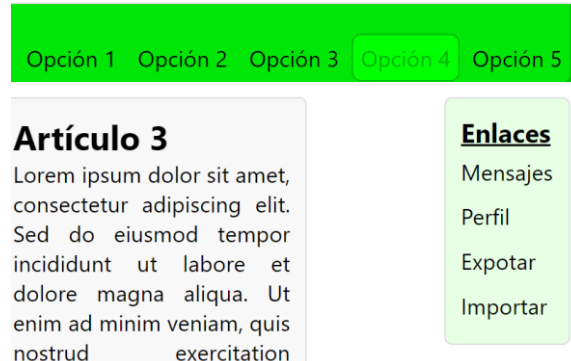 Opción 1 Opción 2 Opción 3 Opción 4 Opción 5
Artículo 3
Lorem ipsum dolor sit amet,
consectetur adipiscing elit.
Sed do eiusmod tempor
incididunt ut labore et
dolore magna aliqua. Ut
enim ad minim veniam, quis
nostrud exercitation
Enlaces
Mensajes
Perfil
Expotar
Importar